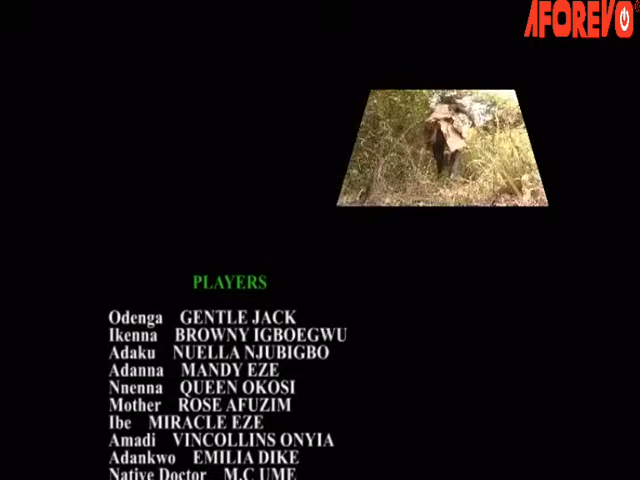 AFOREVO
PLAYERS
Odenga GENTLE JACK
Ikenna BROWNY IGBOEGWU
Adaku NUELLA NJUBIGBO
Adanna MANDY EZE
Nnenna QUEEN OKOSI
Mother ROSE AFUZIM
Ibe MIRACLE EZE
Amadi VINCOLLINS ONYIA
Adankwo EMILIA DIKE
Native Doctor M.C UME